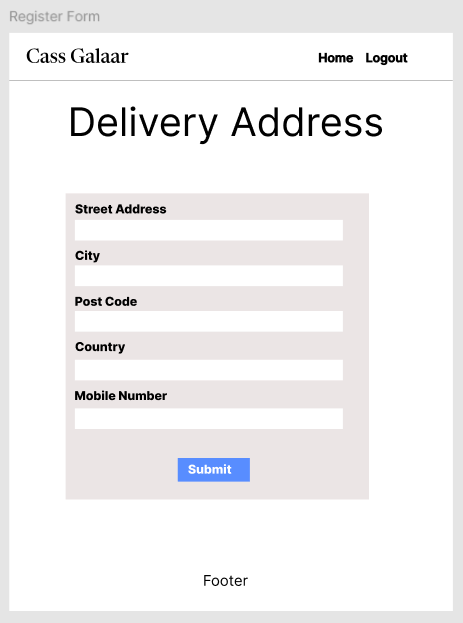 Register Form
Cass Galaar
Home Logout
Delivery Address
Street Address
City
Post Code
Country
Mobile Number
Submit
Footer